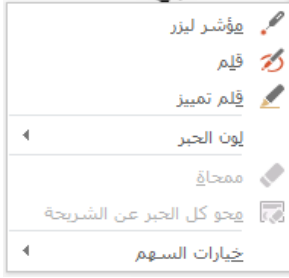 مؤشر ليزر
قلم
قلم تمييز
لون الحبر
ممحاة
محو كل الحبر عن الشريحة
خيارات السهم